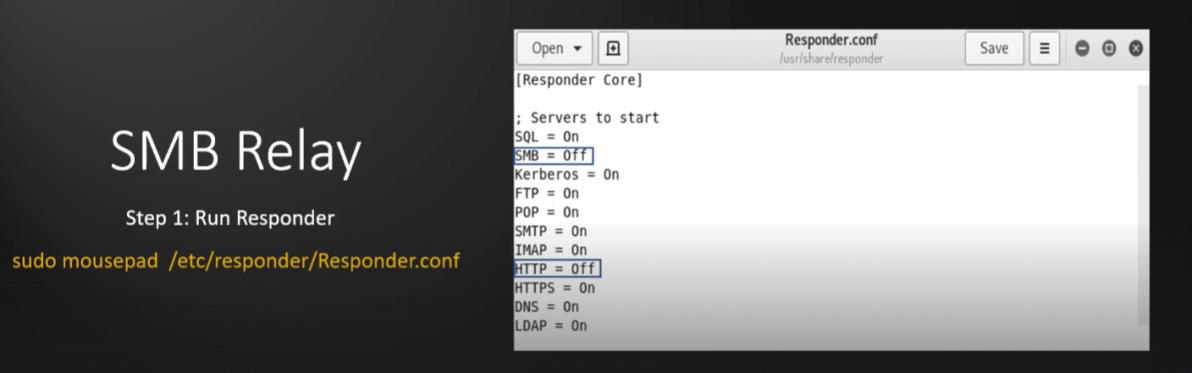 SMB Relay
Step 1: Run Responder
sudo mousepad  /etc/responder/Responder.conf
Open
Responder.conf
/usr/share/responder
Save
[Responder Core]
; Servers to start
SQL = On
SMB = Off
Kerberos = On
FTP = On
POP = On
SMTP = On
IMAP = On
HTTP = Off
HTTPS = On
DNS = On
LDAP = On